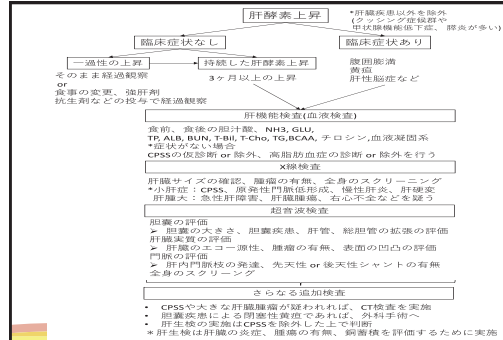 肝酵素上昇
*肝臓疾患以外を除外
(クッシング症候群や
甲状腺機能低下症、膵炎が多い)
臨床症状なし
臨床症状あり
一過性の上昇
持続した肝酵素上昇
そのまま経過観察
or
食事の変更、強肝剤
抗生剤などの投与で経過観察
3ヶ月以上の上昇
腹囲膨満
黄疸
肝性脳症など
肝機能検査(血液検査)
食前、食後の胆汁酸、NH3, GLU,
TP, ALB, BUN, T-Bil, T-Cho, TG,BCAA, チロシン,血液凝固系
*症状がない場合
CPSSの仮診断 or 除外、高脂肪血症の診断 or 除外を行う
X線検査
肝臓サイズの確認、腫瘤の有無、全身のスクリーニング
*小肝症：CPSS、原発性門脈低形成、慢性肝炎、肝硬変
肝腫大：急性肝障害、肝臓腫瘍、右心不全などを疑う
超音波検査
胆嚢の評価
➢ 胆嚢の大きさ、胆嚢疾患、肝管、総胆管の拡張の評価
肝臓実質の評価
➢ 肝臓のエコー源性、腫瘤の有無、表面の凹凸の評価
門脈の評価
➢ 肝内門脈枝の発達、先天性 or 後天性シャントの有無
全身のスクリーニング
さらなる追加検査
• CPSSや大きな肝臓腫瘤が疑われれば、CT検査を実施
• 胆嚢疾患による閉塞性黄疸であれば、外科手術へ
• 肝生検の実施はCPSSを除外した上で判断
*肝生検は肝臓の炎症、腫瘍の有無、銅蓄積を評価するために実施